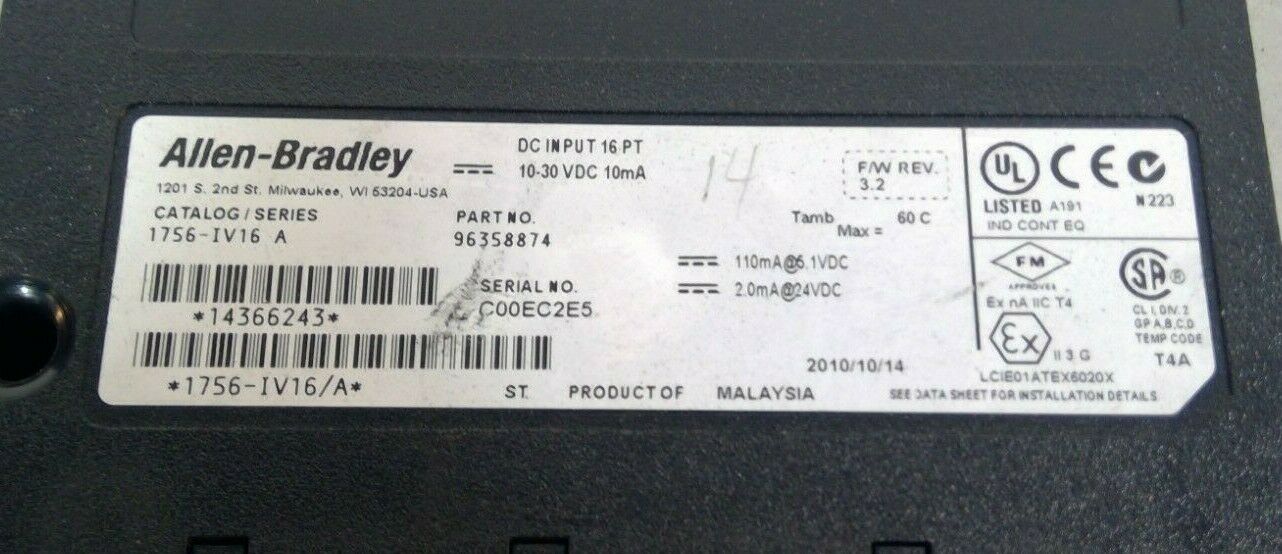 Allen-Bradley
1201 S. 2nd St. Milwaukee, WI 53204-USA
CATALOG / SERIES
1756-IV16 A
*14366243*
*1756-IV16/A*
DC INPUT 16 PT
10-30 VDC 10mA
PART NO.
96358874
SERIAL NO.
C00EC2E5
14
F/W REV.
3.2
Tamb Max = 60 C
110mA@5.1VDC
2.0mA@24VDC
2010/10/14
ST. PRODUCT OF MALAYSIA
UL CE N223
LISTED A191
IND CONT EQ
FM
APPROVED
Ex nA IIC T4
Ex II 3 G
LCIE01ATEX6020X
SA ®
CL I, DIV. 2
GP A,B,C,D
TEMP CODE
T4A
SEE DATA SHEET FOR INSTALLATION DETAILS